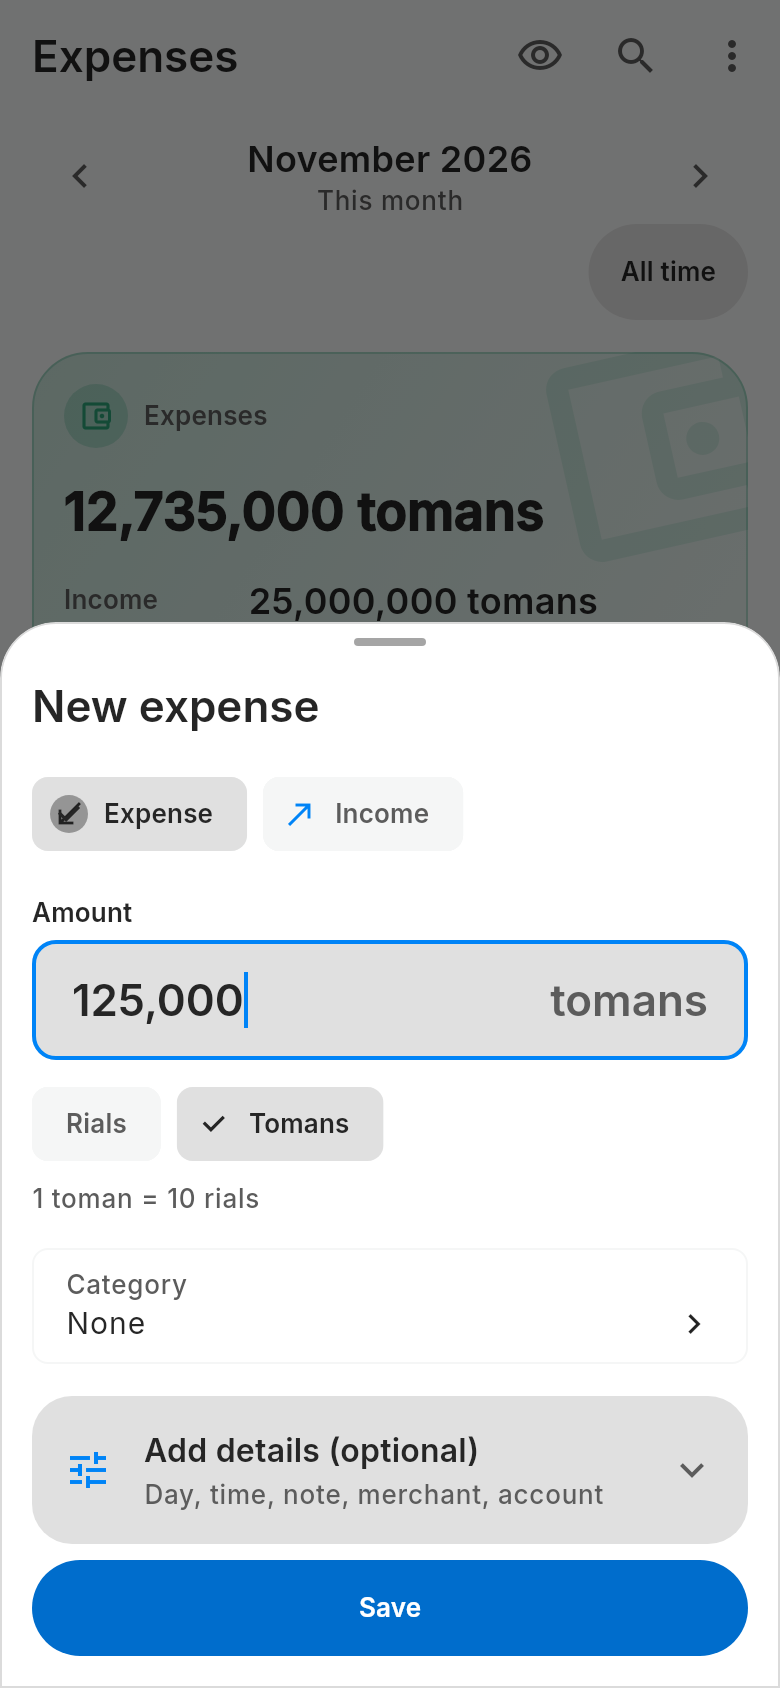 Expenses
November 2026
This month
All time
Expenses
12,735,000 tomans
Income 25,000,000 tomans
New expense
Expense Income
Amount
125,000 tomans
Rials Tomans
1 toman = 10 rials
Category
None
Add details (optional)
Day, time, note, merchant, account
Save